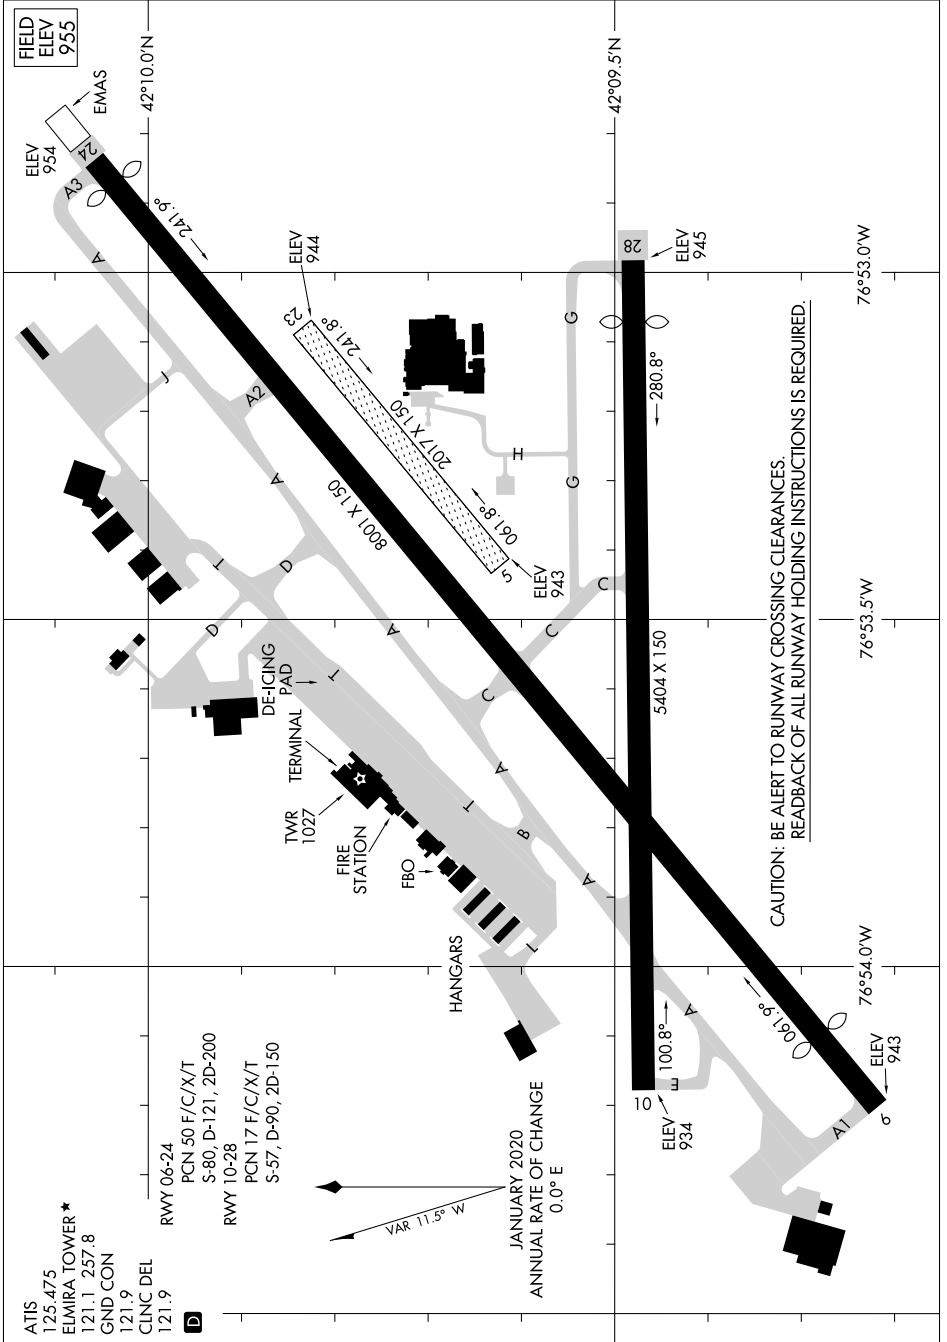 ATIS
125.475
ELMIRA TOWER★
121.1 257.8
GND CON
121.9
CLNC DEL
121.9
D
RWY 06-24
PCN 50 F/C/X/T
S-80, D-121, 2D-200
RWY 10-28
PCN 17 F/C/X/T
S-57, D-90, 2D-150
VAR 11.5° W
JANUARY 2020
ANNUAL RATE OF CHANGE
0.0° E
FIELD
ELEV
955
EMAS
42°10.0'N
42°09.5'N
ELEV
954
24
A3
A
241.9°
ELEV
944
23
241.8°
J
A2
A
8001 X 150
2017 X 150
061.8°
5
ELEV
943
H
G
G
28
ELEV
945
280.8°
76°53.0'W
T
D
D
A
C
C
C
DE-ICING
PAD
T
TERMINAL
TWR
1027
FIRE
STATION
FBO
HANGARS
T
T
B
A
A
5404 X 150
76°53.5'W
76°54.0'W
CAUTION: BE ALERT TO RUNWAY CROSSING CLEARANCES.
READBACK OF ALL RUNWAY HOLDING INSTRUCTIONS IS REQUIRED.
A
10
100.8°
E
ELEV
934
061.9°
ELEV
943
6
A1